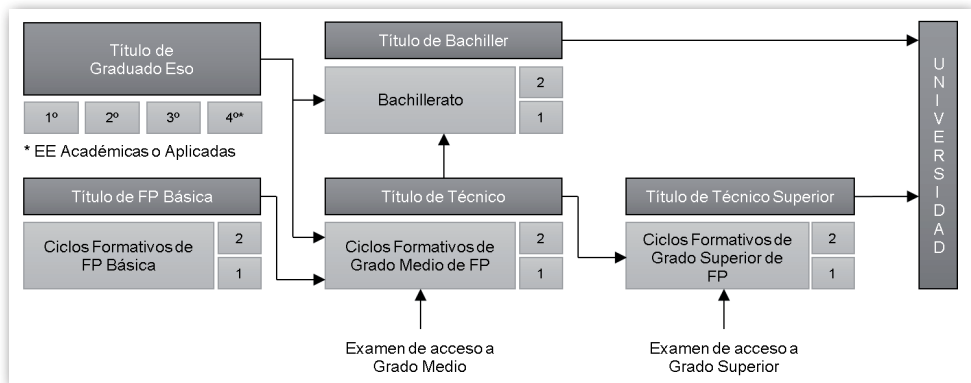 Título de
Graduado Eso
1º
2º
3º
4º*
* EE Académicas o Aplicadas
Título de Bachiller
Bachillerato
2
1
Título de FP Básica
Ciclos Formativos de
FP Básica
2
1
Título de Técnico
Ciclos Formativos de
Grado Medio de FP
2
1
Examen de acceso a
Grado Medio
Título de Técnico Superior
Ciclos Formativos de
Grado Superior de
FP
2
1
Examen de acceso a
Grado Superior
UNIVERSIDAD